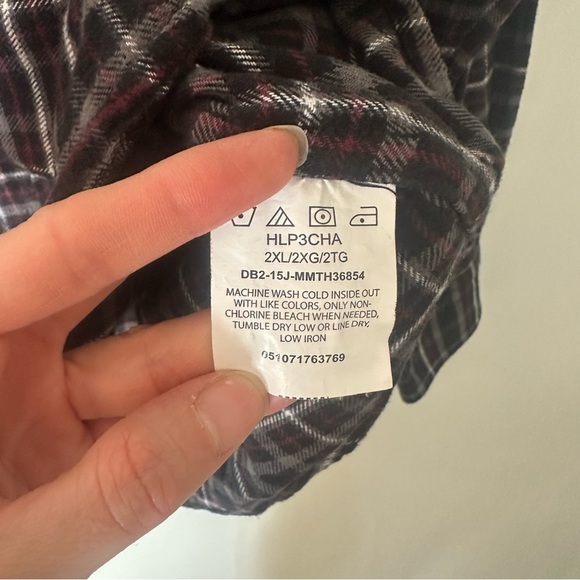 HLP3CHA
2XL/2XG/2TG
DB2-15J-MMTH36854
MACHINE WASH COLD INSIDE OUT
WITH LIKE COLORS, ONLY NON-
CHLORINE BLEACH WHEN NEEDED,
TUMBLE DRY LOW OR LINE DRY,
LOW IRON
051071763769